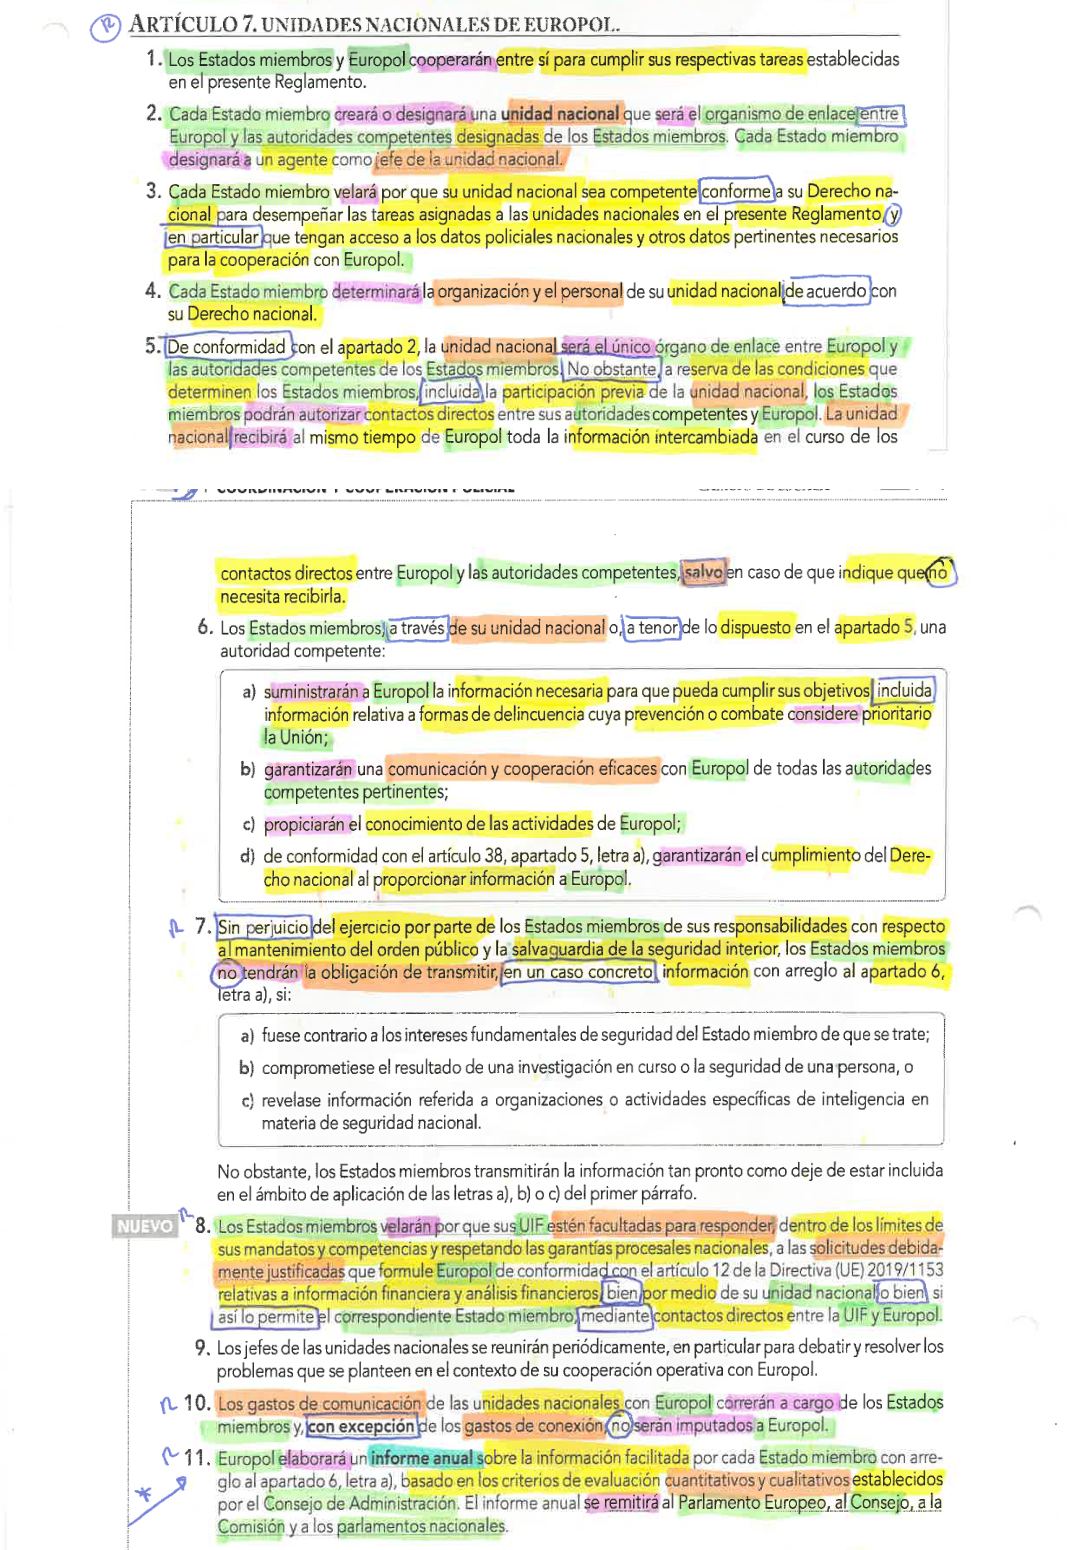 R ARTÍCULO 7. UNIDADES NACIONALES DE EUROPOL.
1. Los Estados miembros y Europol cooperarán entre sí para cumplir sus respectivas tareas establecidas
en el presente Reglamento.
2. Cada Estado miembro creará o designará una unidad nacional que será el organismo de enlace entre
Europol y las autoridades competentes designadas de los Estados miembros. Cada Estado miembro
designará a un agente como jefe de la unidad nacional.
3. Cada Estado miembro velará por que su unidad nacional sea competente conforme a su Derecho na-
cional para desempeñar las tareas asignadas a las unidades nacionales en el presente Reglamento y
en particular que tengan acceso a los datos policiales nacionales y otros datos pertinentes necesarios
para la cooperación con Europol.
4. Cada Estado miembro determinará la organización y el personal de su unidad nacional de acuerdo con
su Derecho nacional.
5. De conformidad con el apartado 2, la unidad nacional será el único órgano de enlace entre Europol y
las autoridades competentes de los Estados miembros. No obstante, a reserva de las condiciones que
determinen los Estados miembros, incluida la participación previa de la unidad nacional, los Estados
miembros podrán autorizar contactos directos entre sus autoridades competentes y Europol. La unidad
nacional recibirá al mismo tiempo de Europol toda la información intercambiada en el curso de los
COORDINACIÓN Y COOPERACIÓN POLICIAL
contactos directos entre Europol y las autoridades competentes, salvo en caso de que indique que no
necesita recibirla.
6. Los Estados miembros, a través de su unidad nacional o, a tenor de lo dispuesto en el apartado 5, una
autoridad competente:
a) suministrarán a Europol la información necesaria para que pueda cumplir sus objetivos, incluida
información relativa a formas de delincuencia cuya prevención o combate considere prioritario
la Unión;
b) garantizarán una comunicación y cooperación eficaces con Europol de todas las autoridades
competentes pertinentes;
c) propiciarán el conocimiento de las actividades de Europol;
d) de conformidad con el artículo 38, apartado 5, letra a), garantizarán el cumplimiento del Dere-
cho nacional al proporcionar información a Europol.
R 7. Sin perjuicio del ejercicio por parte de los Estados miembros de sus responsabilidades con respecto
al mantenimiento del orden público y la salvaguardia de la seguridad interior, los Estados miembros
no tendrán la obligación de transmitir, en un caso concreto, información con arreglo al apartado 6,
letra a), si:
a) fuese contrario a los intereses fundamentales de seguridad del Estado miembro de que se trate;
b) comprometiese el resultado de una investigación en curso o la seguridad de una persona, o
c) revelase información referida a organizaciones o actividades específicas de inteligencia en
materia de seguridad nacional.
No obstante, los Estados miembros transmitirán la información tan pronto como deje de estar incluida
en el ámbito de aplicación de las letras a), b) o c) del primer párrafo.
NUEVO R 8. Los Estados miembros velarán por que sus UIF estén facultadas para responder, dentro de los límites de
sus mandatos y competencias y respetando las garantías procesales nacionales, a las solicitudes debida-
mente justificadas que formule Europol de conformidad con el artículo 12 de la Directiva (UE) 2019/1153
relativas a información financiera y análisis financieros, bien por medio de su unidad nacional o bien, si
así lo permite el correspondiente Estado miembro, mediante contactos directos entre la UIF y Europol.
9. Los jefes de las unidades nacionales se reunirán periódicamente, en particular para debatir y resolver los
problemas que se planteen en el contexto de su cooperación operativa con Europol.
R 10. Los gastos de comunicación de las unidades nacionales con Europol correrán a cargo de los Estados
miembros y, con excepción de los gastos de conexión, no serán imputados a Europol.
R 11. Europol elaborará un informe anual sobre la información facilitada por cada Estado miembro con arre-
glo al apartado 6, letra a), basado en los criterios de evaluación cuantitativos y cualitativos establecidos
por el Consejo de Administración. El informe anual se remitirá al Parlamento Europeo, al Consejo, a la
Comisión y a los parlamentos nacionales.